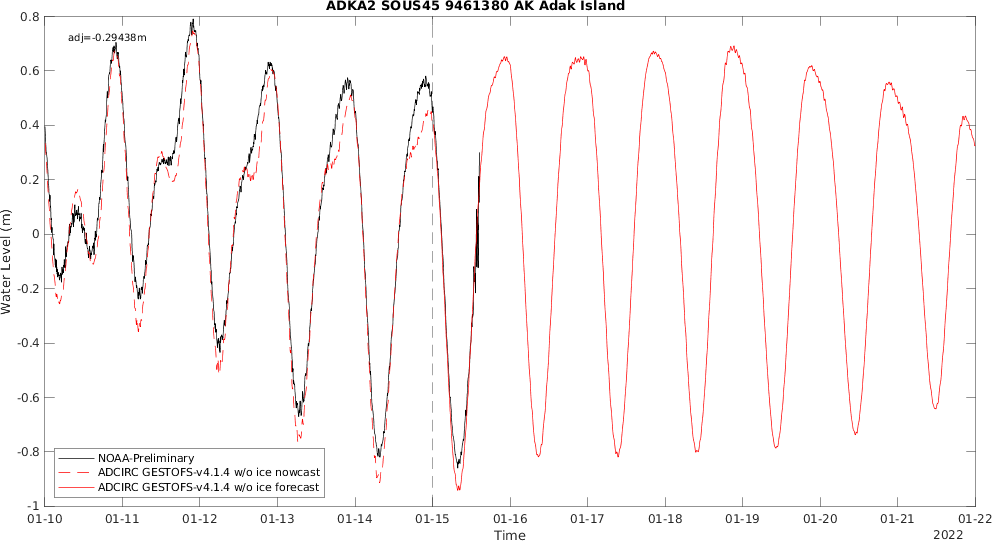 ADKA2 SOUS45 9461380 AK Adak Island
adj=-0.29438m
0.8
0.6
0.4
0.2
0
-0.2
-0.4
-0.6
-0.8
-1
Water Level (m)
NOAA-Preliminary
ADCIRC GESTOFS-v4.1.4 w/o ice nowcast
ADCIRC GESTOFS-v4.1.4 w/o ice forecast
01-10 01-11 01-12 01-13 01-14 01-15 01-16 01-17 01-18 01-19 01-20 01-21 01-22
Time
2022